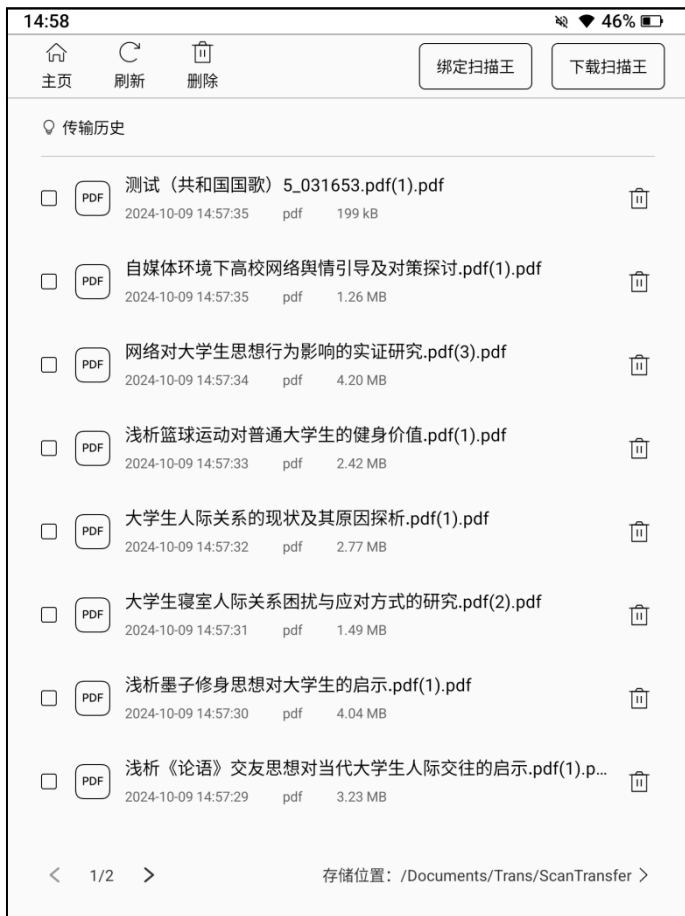 14:58 46%
主页 刷新 删除 绑定扫描王 下载扫描王
传输历史
PDF 测试（共和国国歌）5_031653.pdf(1).pdf
2024-10-09 14:57:35 pdf 199 kB
PDF 自媒体环境下高校网络舆情引导及对策探讨.pdf(1).pdf
2024-10-09 14:57:35 pdf 1.26 MB
PDF 网络对大学生思想行为影响的实证研究.pdf(3).pdf
2024-10-09 14:57:34 pdf 4.20 MB
PDF 浅析篮球运动对普通大学生的健身价值.pdf(1).pdf
2024-10-09 14:57:33 pdf 2.42 MB
PDF 大学生人际关系的现状及其原因探析.pdf(1).pdf
2024-10-09 14:57:32 pdf 2.77 MB
PDF 大学生寝室人际关系困扰与应对方式的研究.pdf(2).pdf
2024-10-09 14:57:31 pdf 1.49 MB
PDF 浅析墨子修身思想对大学生的启示.pdf(1).pdf
2024-10-09 14:57:30 pdf 4.04 MB
PDF 浅析《论语》交友思想对当代大学生人际交往的启示.pdf(1).p...
2024-10-09 14:57:29 pdf 3.23 MB
1/2 存储位置：/Documents/Trans/ScanTransfer